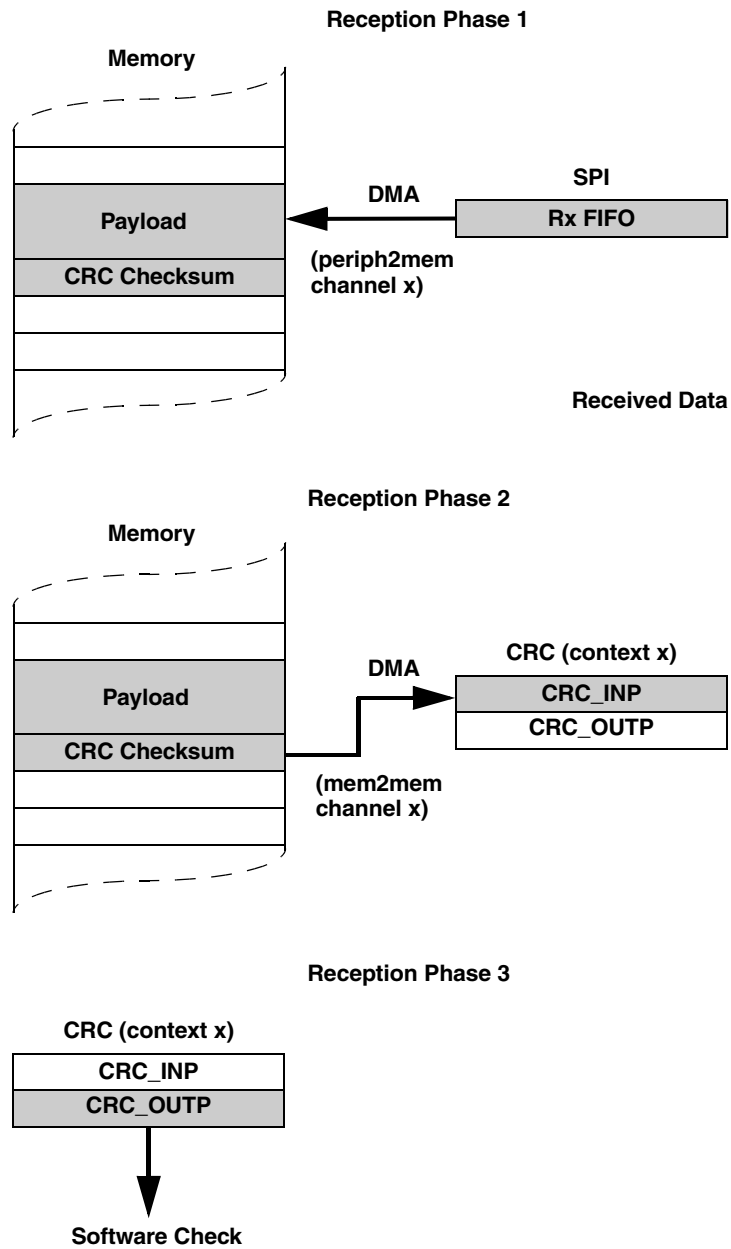 Reception Phase 1
Memory
SPI
DMA
Rx FIFO
Payload
(periph2mem
channel x)
CRC Checksum
Received Data
Reception Phase 2
Memory
CRC (context x)
DMA
CRC_INP
Payload
CRC_OUTP
CRC Checksum
(mem2mem
channel x)
Reception Phase 3
CRC (context x)
CRC_INP
CRC_OUTP
Software Check